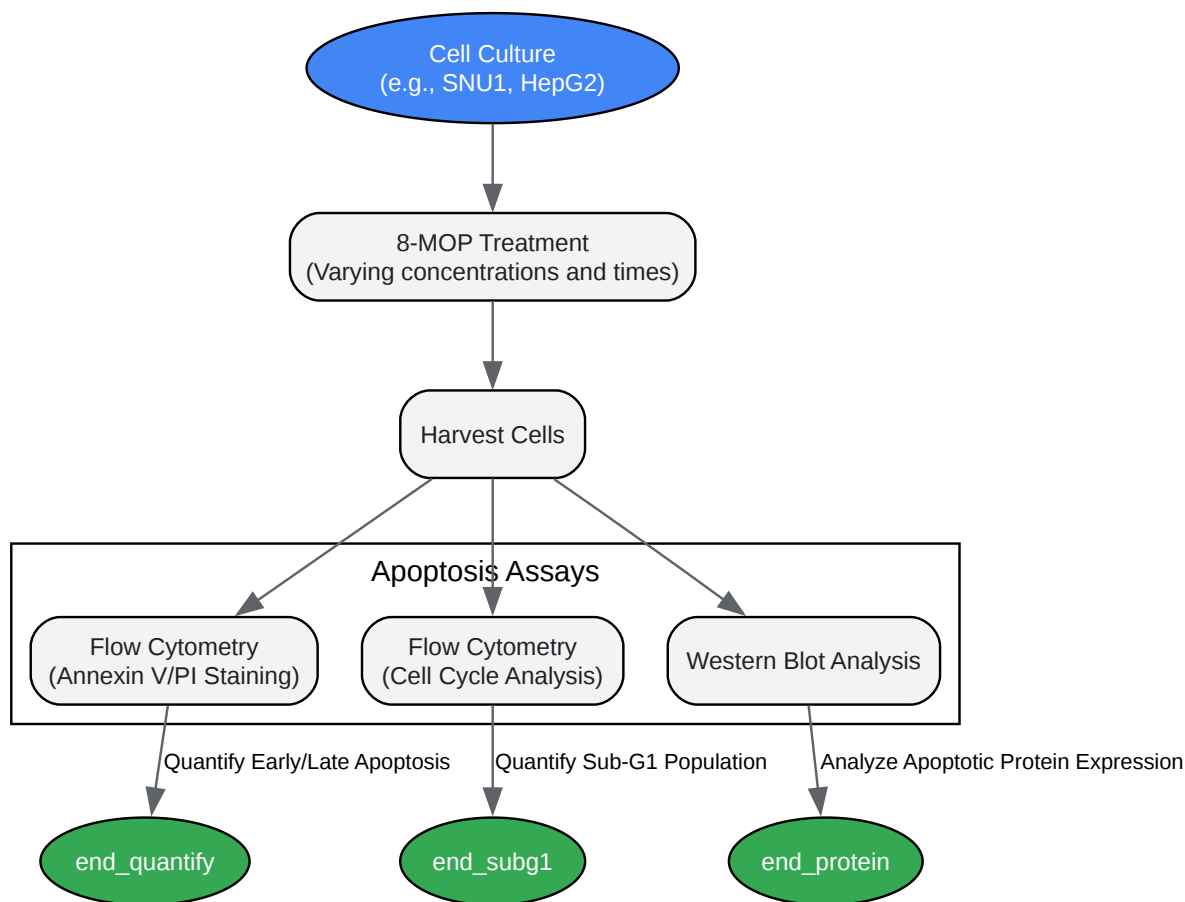 Cell Culture
(e.g., SNU1, HepG2)
8-MOP Treatment
(Varying concentrations and times)
Harvest Cells
Apoptosis Assays
Flow Cytometry
(Annexin V/PI Staining)
Flow Cytometry
(Cell Cycle Analysis)
Western Blot Analysis
Quantify Early/Late Apoptosis
Quantify Sub-G1 Population
Analyze Apoptotic Protein Expression
end_quantify
end_subg1
end_protein